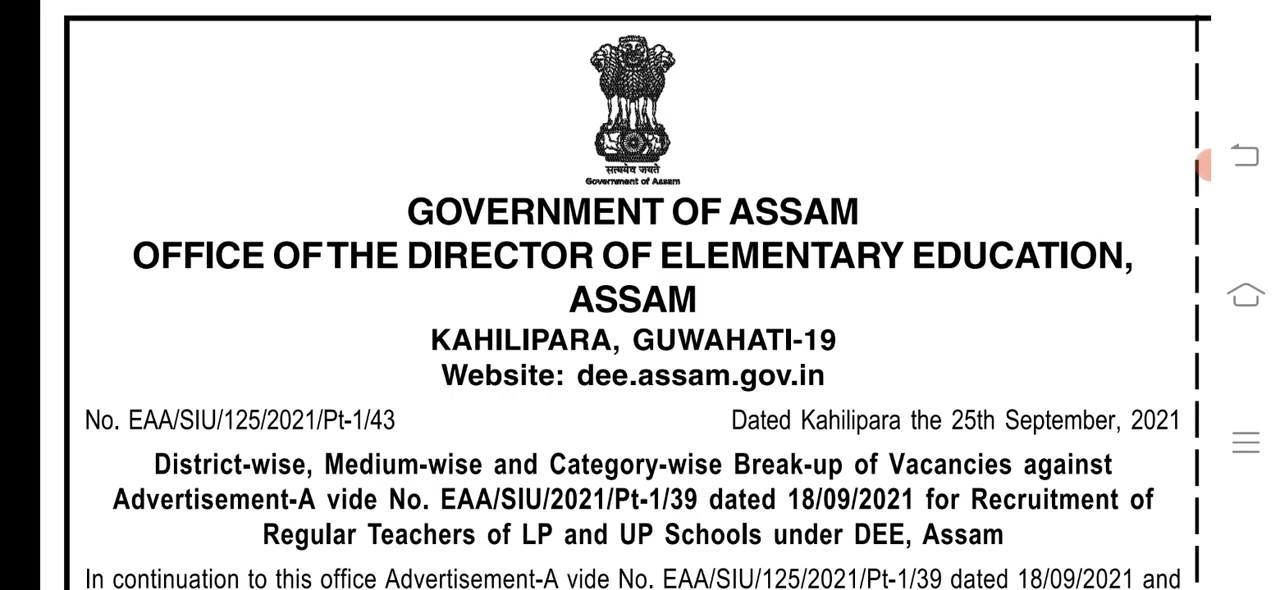 सत्यमेव जयते
Government of Assam
GOVERNMENT OF ASSAM
OFFICE OF THE DIRECTOR OF ELEMENTARY EDUCATION,
ASSAM
KAHILIPARA, GUWAHATI-19
Website: dee.assam.gov.in
No. EAA/SIU/125/2021/Pt-1/43 Dated Kahilipara the 25th September, 2021
District-wise, Medium-wise and Category-wise Break-up of Vacancies against
Advertisement-A vide No. EAA/SIU/2021/Pt-1/39 dated 18/09/2021 for Recruitment of
Regular Teachers of LP and UP Schools under DEE, Assam
In continuation to this office Advertisement-A vide No. EAA/SIU/125/2021/Pt-1/39 dated 18/09/2021 and